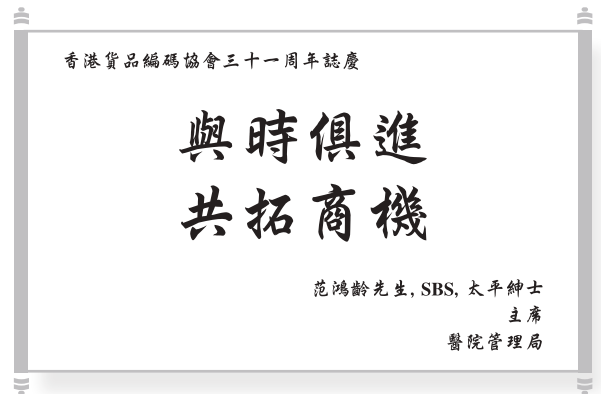 香港貨品編碼協會三十一周年誌慶
與時俱進
共拓商機
范鴻齡先生, SBS, 太平紳士
主席
醫院管理局